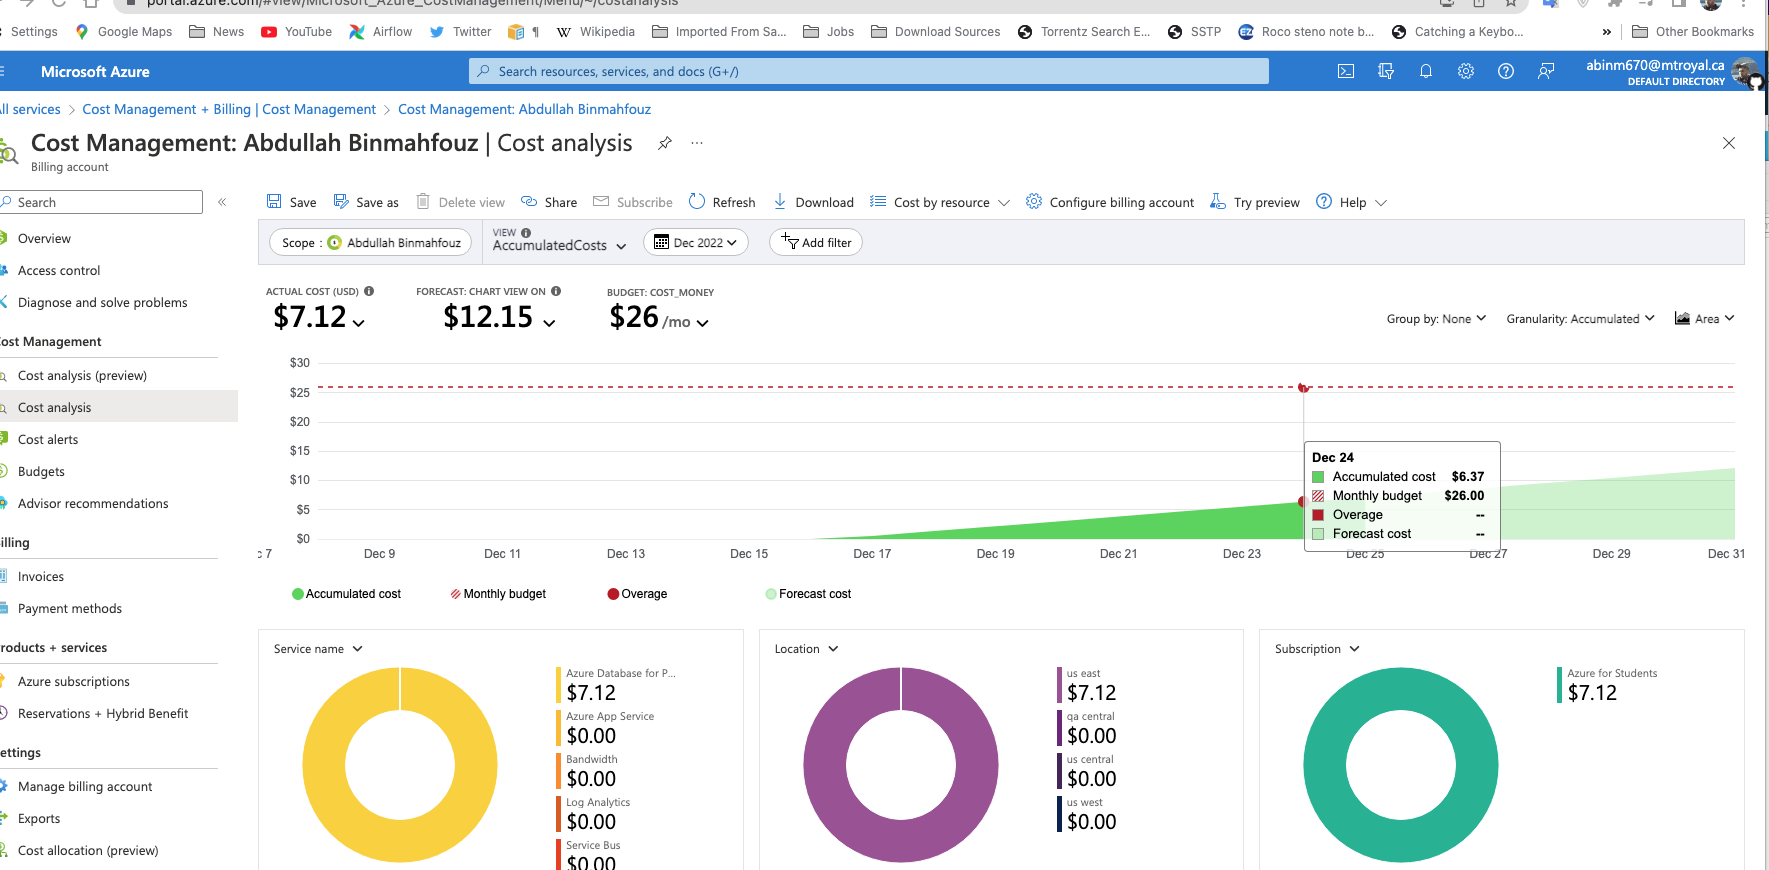 portal.azure.com/#view/Microsoft_Azure_CostManagement/Menu/~/costanalysis
Settings Google Maps News YouTube Airflow Twitter ¶ Wikipedia Imported From Sa... Jobs Download Sources Torrentz Search E... SSTP Roco steno note b... Catching a Keybo... » Other Bookmarks
Microsoft Azure
Search resources, services, and docs (G+/)
abinm670@mtroyal.ca
DEFAULT DIRECTORY
ll services > Cost Management + Billing | Cost Management > Cost Management: Abdullah Binmahfouz
Cost Management: Abdullah Binmahfouz | Cost analysis ...
Billing account
Search «
Save Save as Delete view Share Subscribe Refresh Download Cost by resource Configure billing account Try preview Help
Scope : Abdullah Binmahfouz
VIEW
AccumulatedCosts
Dec 2022
Add filter
Overview
Access control
Diagnose and solve problems
ost Management
Cost analysis (preview)
Cost analysis
Cost alerts
Budgets
Advisor recommendations
illing
Invoices
Payment methods
roducts + services
Azure subscriptions
Reservations + Hybrid Benefit
ettings
Manage billing account
Exports
Cost allocation (preview)
ACTUAL COST (USD)
$7.12
FORECAST: CHART VIEW ON
$12.15
BUDGET: COST_MONEY
$26 /mo
Group by: None Granularity: Accumulated Area
$30
$25
$20
$15
$10
$5
$0
Dec 24
Accumulated cost $6.37
Monthly budget $26.00
Overage --
Forecast cost --
c 7 Dec 9 Dec 11 Dec 13 Dec 15 Dec 17 Dec 19 Dec 21 Dec 23 Dec 25 Dec 27 Dec 29 Dec 31
Accumulated cost Monthly budget Overage Forecast cost
Service name
Azure Database for P...
$7.12
Azure App Service
$0.00
Bandwidth
$0.00
Log Analytics
$0.00
Service Bus
$0.00
Location
us east
$7.12
qa central
$0.00
us central
$0.00
us west
$0.00
Subscription
Azure for Students
$7.12